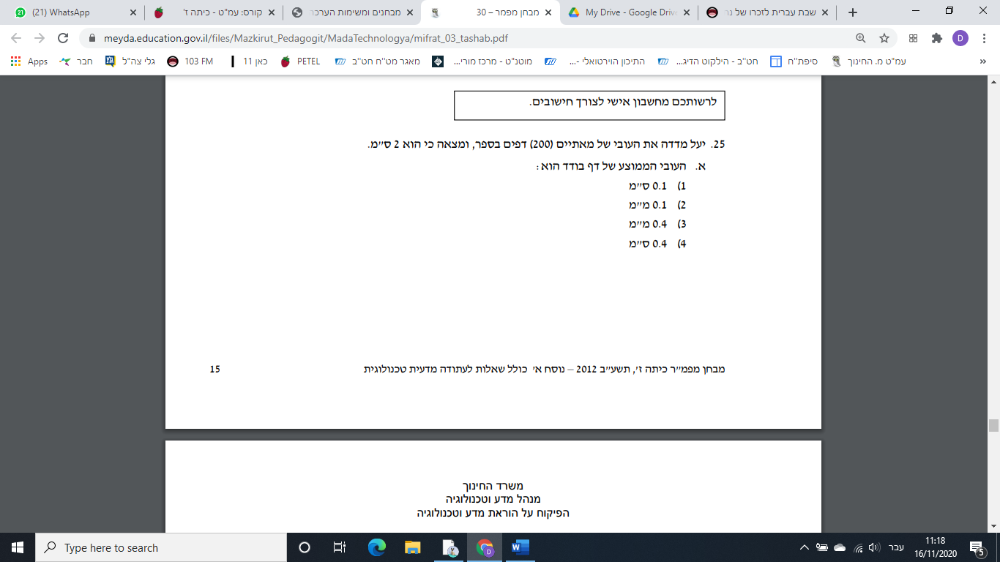 (21) WhatsApp
קורס: עמ"ט - כיתה ז'
מבחנים ומשימות הערכה
מבחן מפמר – 30
My Drive - Google Drive
שבת עברית לזכרו של
meyda.education.gov.il/files/Mazkirut_Pedagogit/MadaTechnologya/mifrat_03_tashab.pdf
D
Apps
חבר
גלי צה"ל
103 FM
כאן 11
PETEL
מאגר מט"ח חט"ב
מוטנ"ט - מרכז מורי...
התיכון הוירטואלי -...
חט"ב - הילקוט הדיג...
סיפת"ח
עמ"ט מ. החינוך
»
לרשותכם מחשבון אישי לצורך חישובים.
25. יעל מדדה את העובי של מאתיים (200) דפים בספר, ומצאה כי הוא 2 ס"מ.
א. העובי הממוצע של דף בודד הוא:
1) 0.1 ס"מ
2) 0.1 מ"מ
3) 0.4 מ"מ
4) 0.4 ס"מ
מבחן מפמ"ר כיתה ז', תשע"ב 2012 – נוסח א' כולל שאלות לעתודה מדעית טכנולוגית
15
משרד החינוך
מנהל מדע וטכנולוגיה
הפיקוח על הוראת מדע וטכנולוגיה
Type here to search
עבר
11:18
16/11/2020
5